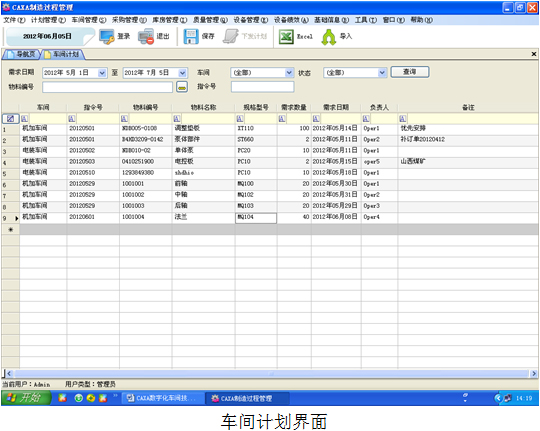 CAXA制造过程管理
文件(F) 计划管理(P) 车间管理(S) 采购管理(U) 库房管理(S) 质量管理(Q) 设备管理(E) 设备绩效(A) 基础信息(B) 工具(T) 窗口(W) 帮助(H)
2012年06月05日 登录 退出 保存 下发计划 Excel 导入
导航页 车间计划
需求日期 2012年 5月 1日 至 2012年 7月 5日 车间 (全部) 状态 (全部) 查询
物料编号 指令号
车间 指令号 物料编号 物料名称 规格型号 需求数量 需求日期 负责人 备注
1 机加车间 20120501 NDB005-0108 调整垫板 XT110 100 2012年05月14日 Oper1 优先安排
2 机加车间 20120501 B4ND3209-0142 泵体部件 ST660 2 2012年05月11日 Oper1 补订单20120412
3 电装车间 20120502 NDB010-02 单体泵 PC20 10 2012年05月11日 Oper1
4 电装车间 20120503 0410251900 电控板 PC10 2 2012年05月15日 oper5 山西煤矿
5 电装车间 20120510 1293849380 shdhio PC10 10 2012年05月18日 Oper1
6 机加车间 20120529 1001001 前轴 MQ100 20 2012年05月30日 Oper1
7 机加车间 20120529 1001002 中轴 MQ102 20 2012年05月31日 Oper2
8 机加车间 20120529 1001003 后轴 MQ103 20 2012年05月29日 Oper3
9 机加车间 20120601 1001004 法兰 MQ104 40 2012年06月08日 Oper4
当前用户：Admin 用户类型：管理员
开始 CAXA数字化车间技... CAXA制造过程管理 14:19
车间计划界面